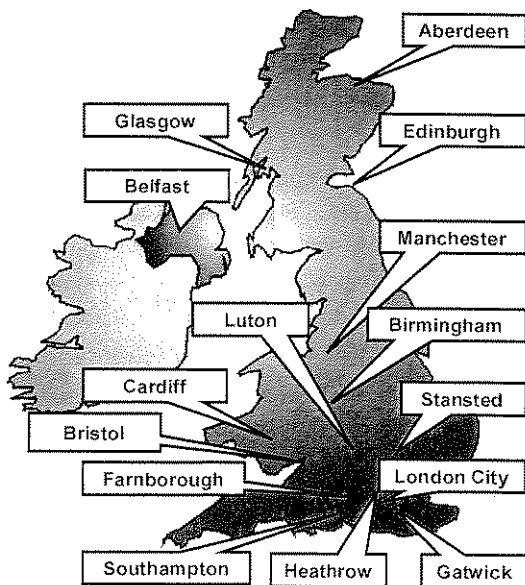 Aberdeen
Glasgow
Edinburgh
Belfast
Manchester
Luton
Birmingham
Cardiff
Stansted
Bristol
Farnborough
London City
Southampton
Heathrow
Gatwick